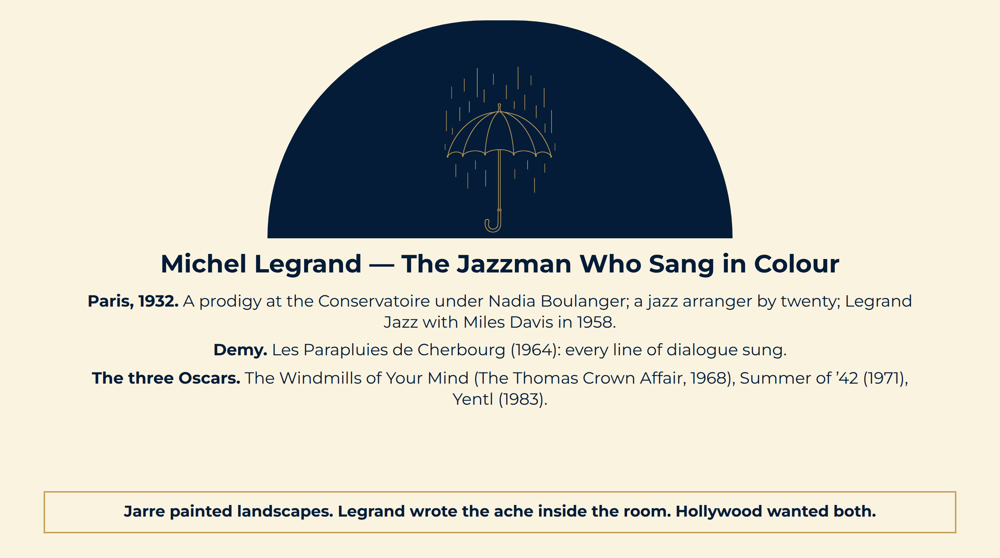 Michel Legrand — The Jazzman Who Sang in Colour
Paris, 1932. A prodigy at the Conservatoire under Nadia Boulanger; a jazz arranger by twenty; Legrand
Jazz with Miles Davis in 1958.
Demy. Les Parapluies de Cherbourg (1964): every line of dialogue sung.
The three Oscars. The Windmills of Your Mind (The Thomas Crown Affair, 1968), Summer of ’42 (1971),
Yentl (1983).
Jarre painted landscapes. Legrand wrote the ache inside the room. Hollywood wanted both.